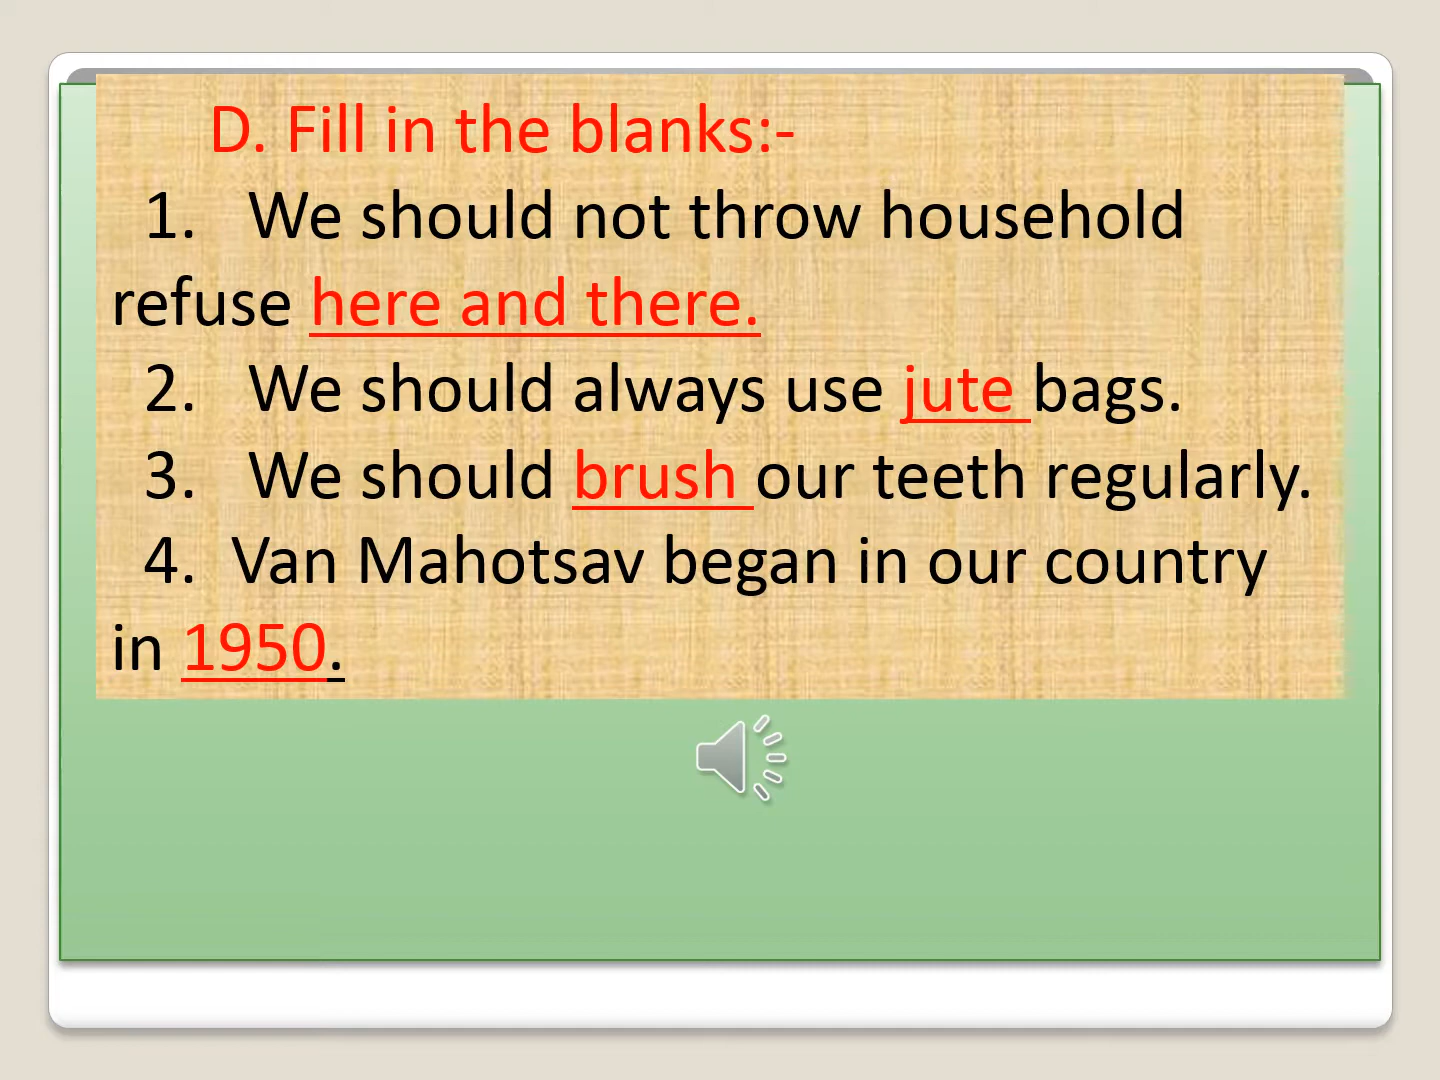 D. Fill in the blanks:-
1. We should not throw household
refuse here and there.
2. We should always use jute bags.
3. We should brush our teeth regularly.
4. Van Mahotsav began in our country
in 1950.